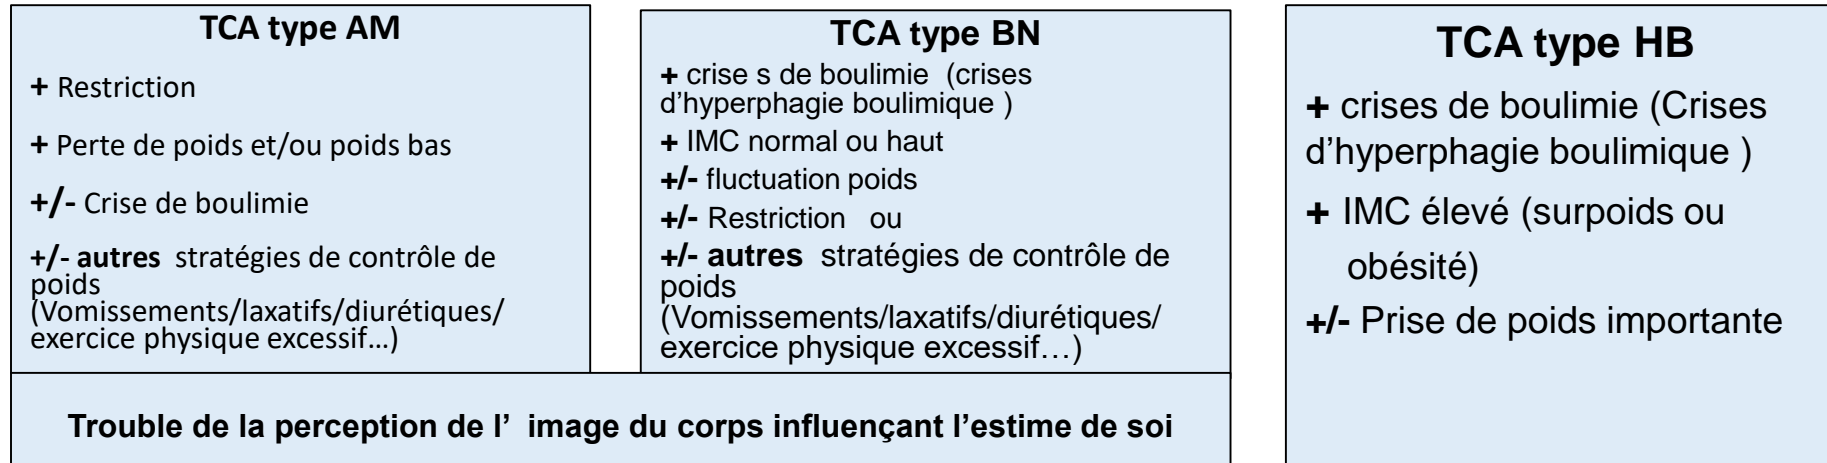 TCA type AM
+ Restriction
+ Perte de poids et/ou poids bas
+/- Crise de boulimie
+/- autres stratégies de contrôle de
poids
(Vomissements/laxatifs/diurétiques/
exercice physique excessif…)
TCA type BN
+ crise s de boulimie (crises
d’hyperphagie boulimique )
+ IMC normal ou haut
+/- fluctuation poids
+/- Restriction ou
+/- autres stratégies de contrôle de
poids
(Vomissements/laxatifs/diurétiques/
exercice physique excessif…)
Trouble de la perception de l’ image du corps influençant l’estime de soi
TCA type HB
+ crises de boulimie (Crises
d’hyperphagie boulimique )
+ IMC élevé (surpoids ou
obésité)
+/- Prise de poids importante